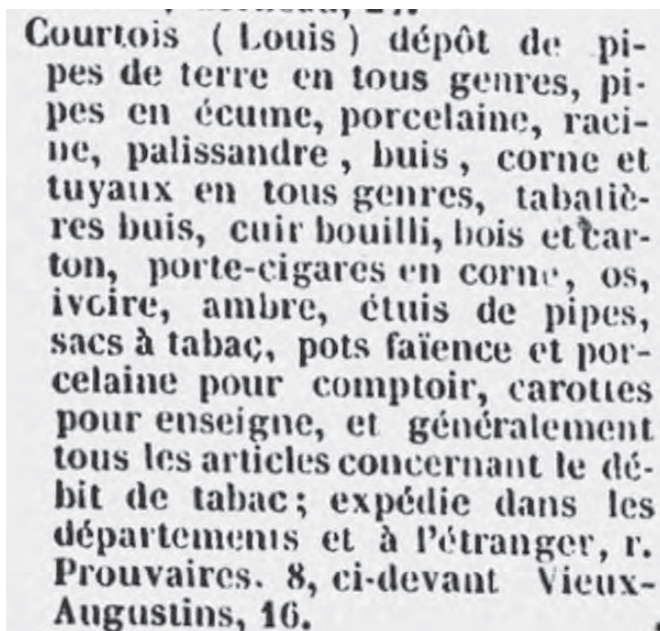 Courtois (Louis) dépôt de pi-
pes de terre en tous genres, pi-
pes en écume, porcelaine, raci-
ne, palissandre, buis, corne et
tuyaux en tous genres, tabatiè-
res buis, cuir bouilli, bois et car-
ton, porte-cigares en corne, os,
ivoire, ambre, étuis de pipes,
sacs à tabac, pots faïence et por-
celaine pour comptoir, carottes
pour enseigne, et généralement
tous les articles concernant le dé-
bit de tabac; expédie dans les
départements et à l'étranger, r.
Prouvaires. 8, ci-devant Vieux-
Augustins, 16.